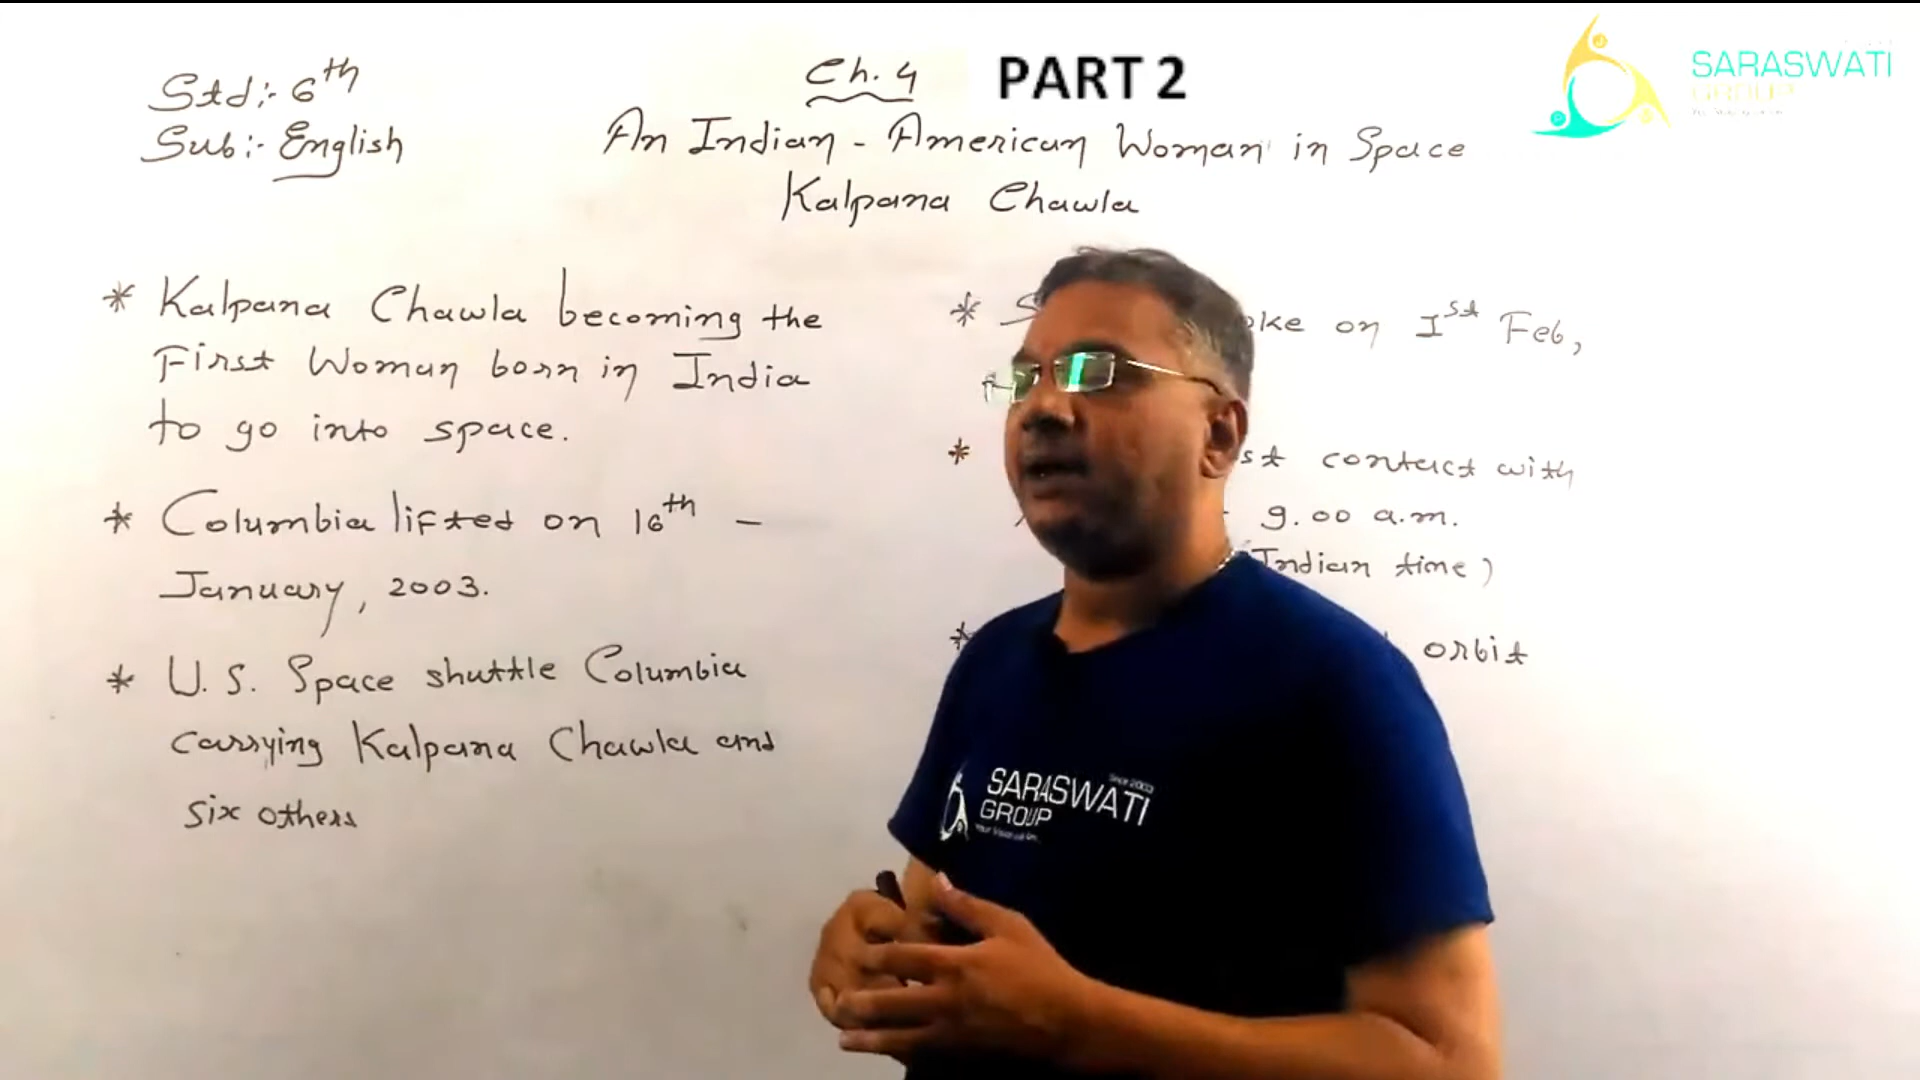 Std:- 6th
Sub:- English
Ch. 4 PART 2
An Indian - American Woman in Space
Kalpana Chawla
SARASWATI
GROUP
* Kalpana Chawla becoming the
First Woman born in India
to go into space.
* Columbia lifted on 16th -
January, 2003.
* U.S. Space shuttle Columbia
carrying Kalpana Chawla and
six others
* on 1st Feb,
*
contact with
9.00 a.m.
Indian time)
*
orbit
Since 2003
SARASWATI
GROUP